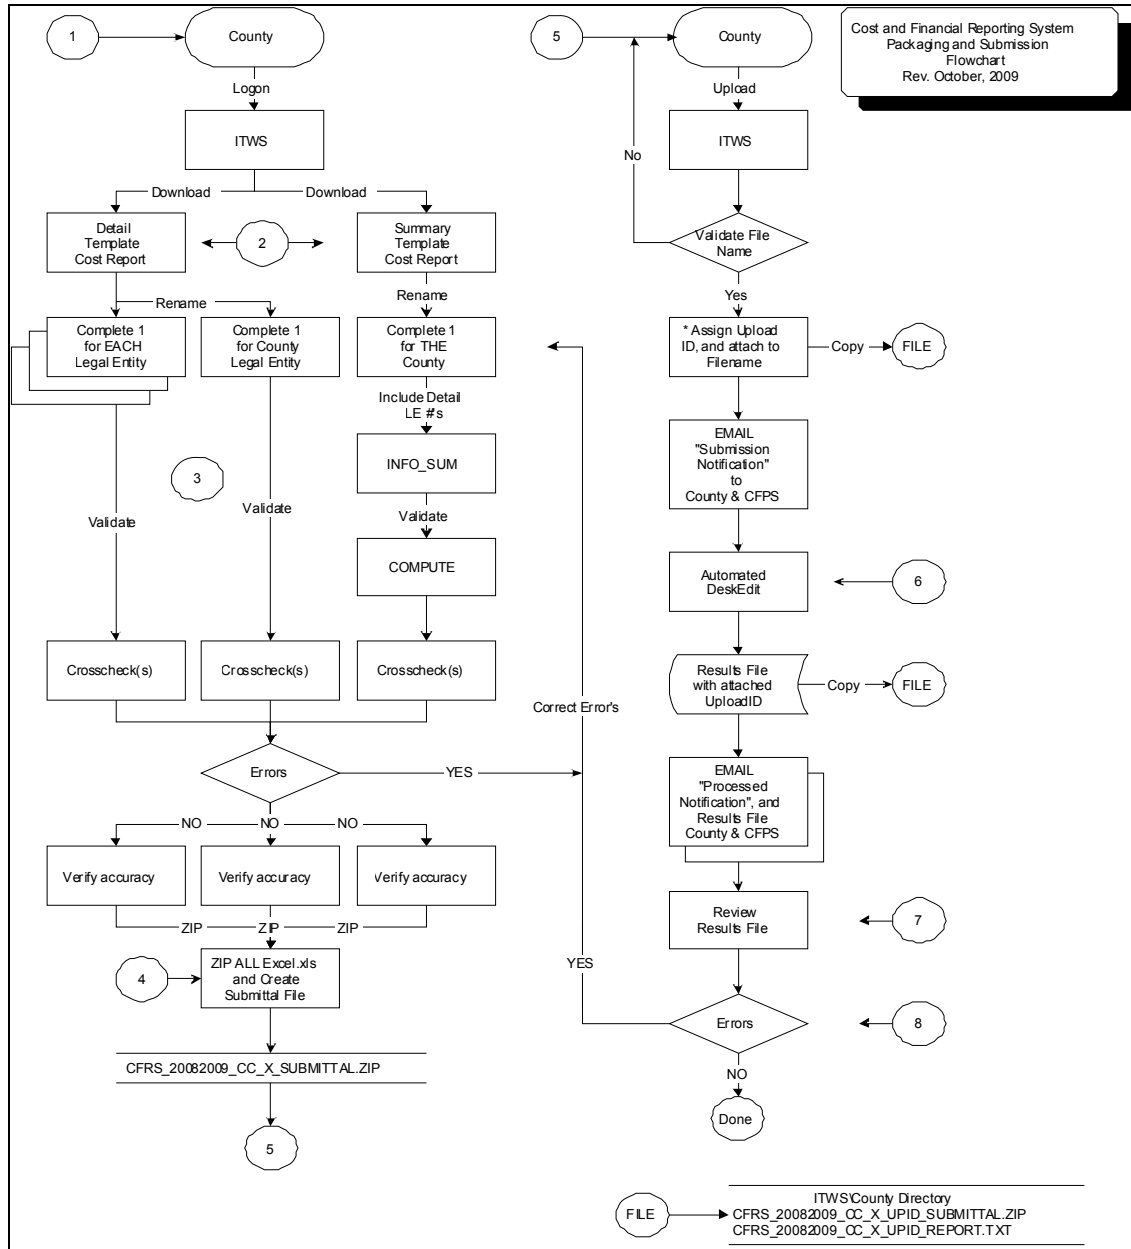 1
County
Logon
ITWS
Download
Download
Detail
Template
Cost Report
2
Summary
Template
Cost Report
Rename
Rename
Complete 1
for EACH
Legal Entity
Complete 1
for County
Legal Entity
Complete 1
for THE
County
Include Detail
LE #'s
INFO_SUM
3
Validate
Validate
Validate
COMPUTE
Crosscheck(s)
Crosscheck(s)
Crosscheck(s)
Errors
YES
Correct Error's
NO
NO
NO
Verify accuracy
Verify accuracy
Verify accuracy
ZIP
ZIP
ZIP
4
ZIP ALL Excel.xls
and Create
Submittal File
CFRS_20082009_CC_X_SUBMITTAL.ZIP
5
5
County
Cost and Financial Reporting System
Packaging and Submission
Flowchart
Rev. October, 2009
Upload
ITWS
No
Validate File
Name
Yes
* Assign Upload
ID, and attach to
Filename
Copy
FILE
EMAIL
"Submission
Notification"
to
County & CFPS
Automated
DeskEdit
6
Results File
with attached
UploadID
Copy
FILE
EMAIL
"Processed
Notification", and
Results File
County & CFPS
Review
Results File
7
YES
Errors
8
NO
Done
FILE
ITWS\County Directory
CFRS_20082009_CC_X_UPID_SUBMITTAL.ZIP
CFRS_20082009_CC_X_UPID_REPORT.TXT